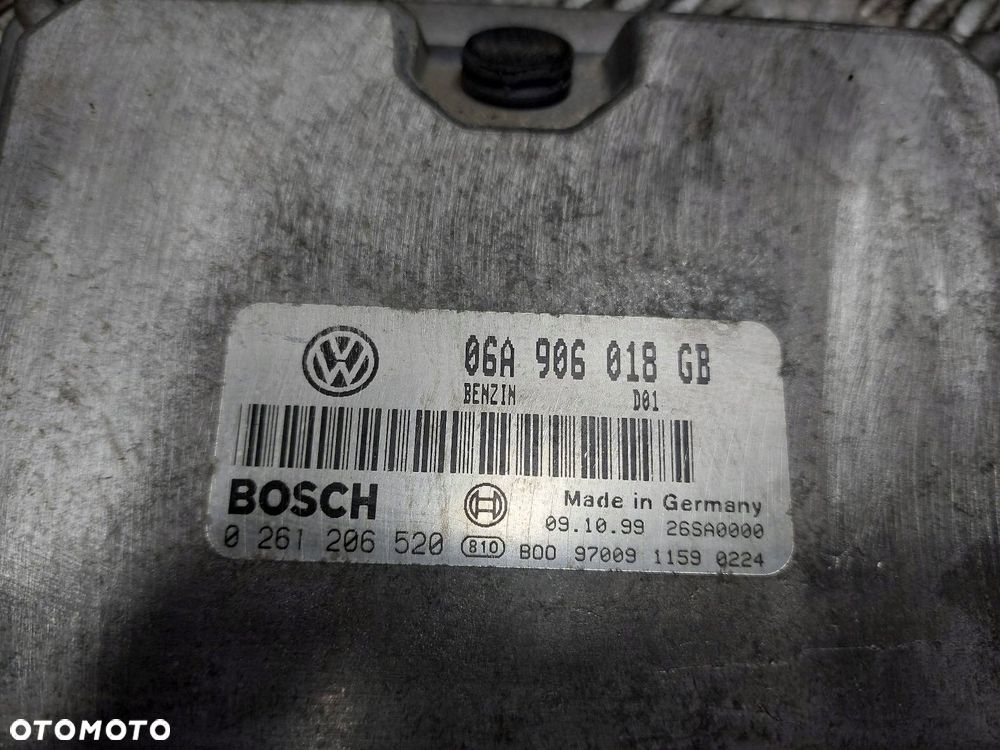 06A 906 018 GB
BENZIN D01
BOSCH
Made in Germany
09.10.99 26SA0000
0 261 206 520 810 B00 97009 1159 0224
OTOMOTO